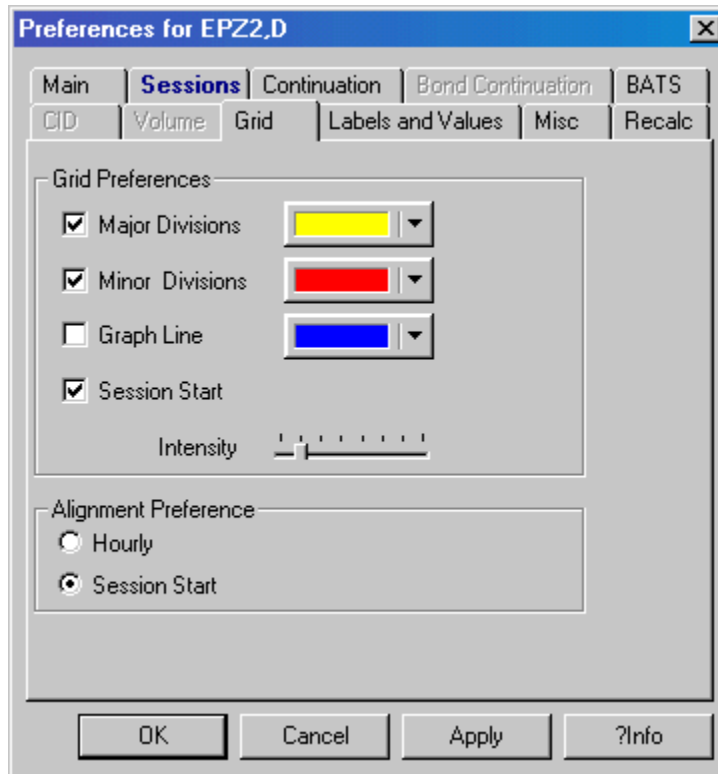 Preferences for EPZ2,D
Main Sessions Continuation Bond Continuation BATS
CID Volume Grid Labels and Values Misc Recalc
Grid Preferences
Major Divisions
Minor Divisions
Graph Line
Session Start
Intensity
Alignment Preference
Hourly
Session Start
OK Cancel Apply ?Info